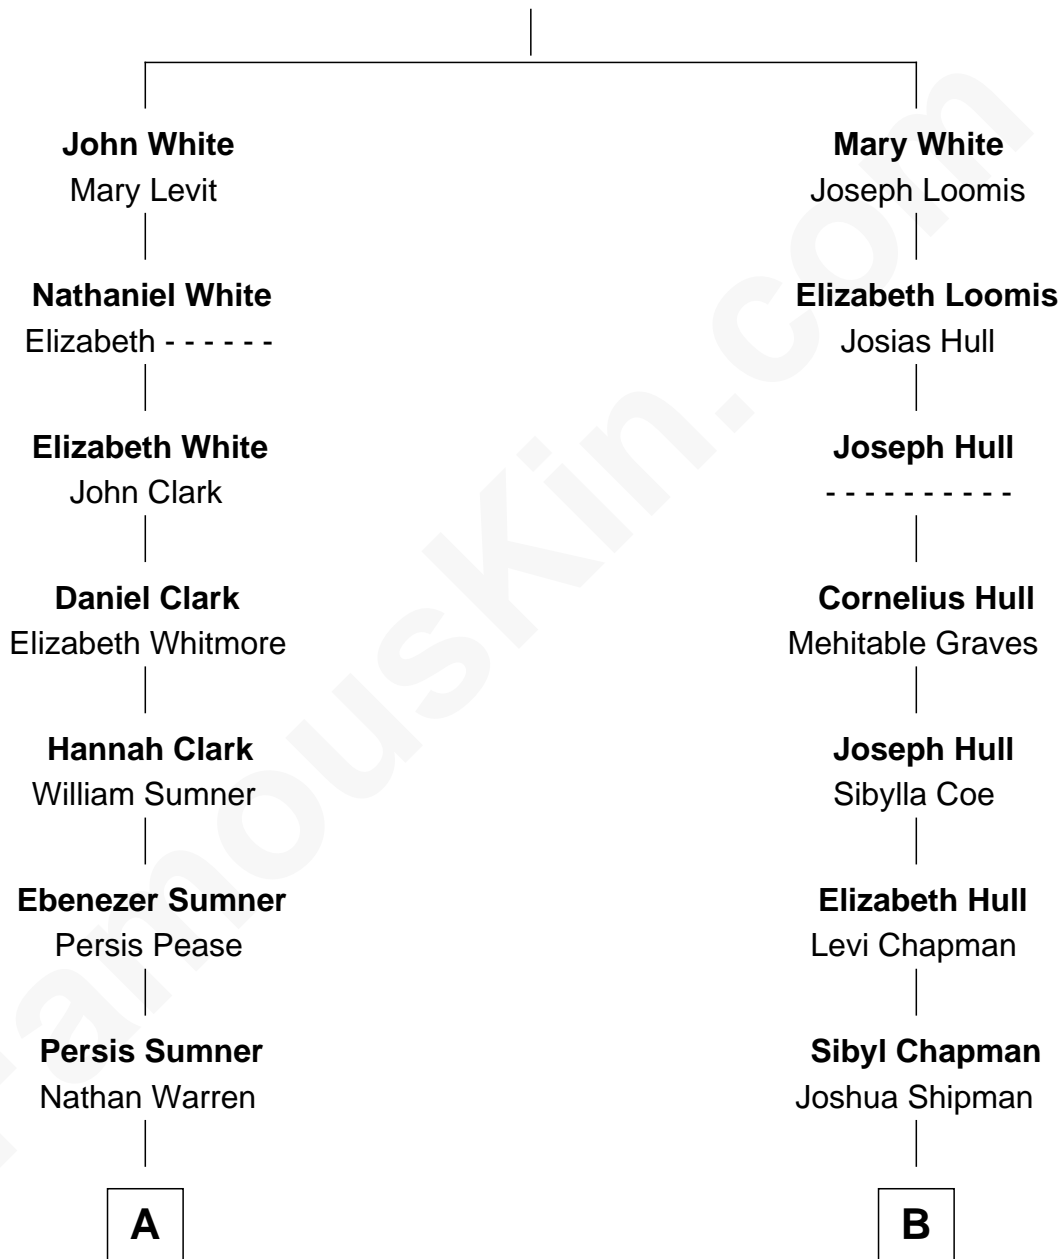 John White
Mary Levit
Nathaniel White
Elizabeth - - - - - -
Elizabeth White
John Clark
Daniel Clark
Elizabeth Whitmore
Hannah Clark
William Sumner
Ebenezer Sumner
Persis Pease
Persis Sumner
Nathan Warren
A
Mary White
Joseph Loomis
Elizabeth Loomis
Josias Hull
Joseph Hull
- - - - - - - - - -
Cornelius Hull
Mehitable Graves
Joseph Hull
Sibylla Coe
Elizabeth Hull
Levi Chapman
Sibyl Chapman
Joshua Shipman
B
FamousKin.com